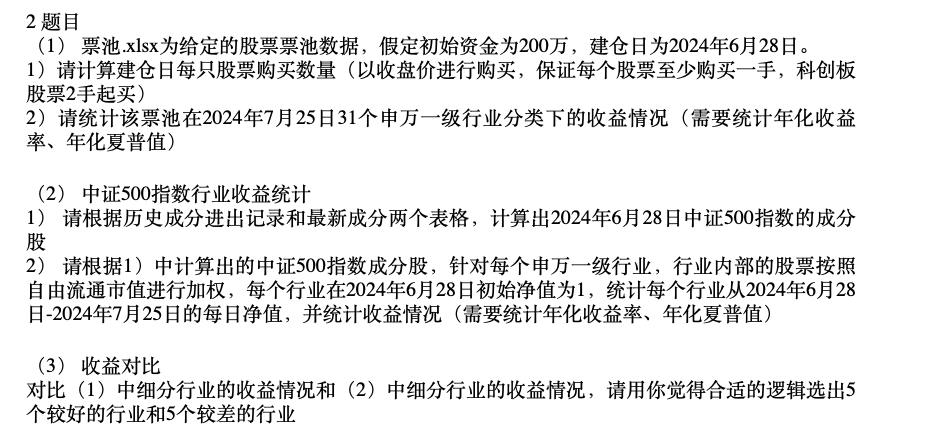 2 题目
（1） 票池.xlsx为给定的股票票池数据，假定初始资金为200万，建仓日为2024年6月28日。
1）请计算建仓日每只股票购买数量（以收盘价进行购买，保证每个股票至少购买一手，科创板
股票2手起买）
2）请统计该票池在2024年7月25日31个申万一级行业分类下的收益情况（需要统计年化收益
率、年化夏普值）
（2） 中证500指数行业收益统计
1） 请根据历史成分进出记录和最新成分两个表格，计算出2024年6月28日中证500指数的成分
股
2） 请根据1）中计算出的中证500指数成分股，针对每个申万一级行业，行业内部的股票按照
自由流通市值进行加权，每个行业在2024年6月28日初始净值为1，统计每个行业从2024年6月28
日-2024年7月25日的每日净值，并统计收益情况（需要统计年化收益率、年化夏普值）
（3） 收益对比
对比（1）中细分行业的收益情况和（2）中细分行业的收益情况，请用你觉得合适的逻辑选出5
个较好的行业和5个较差的行业